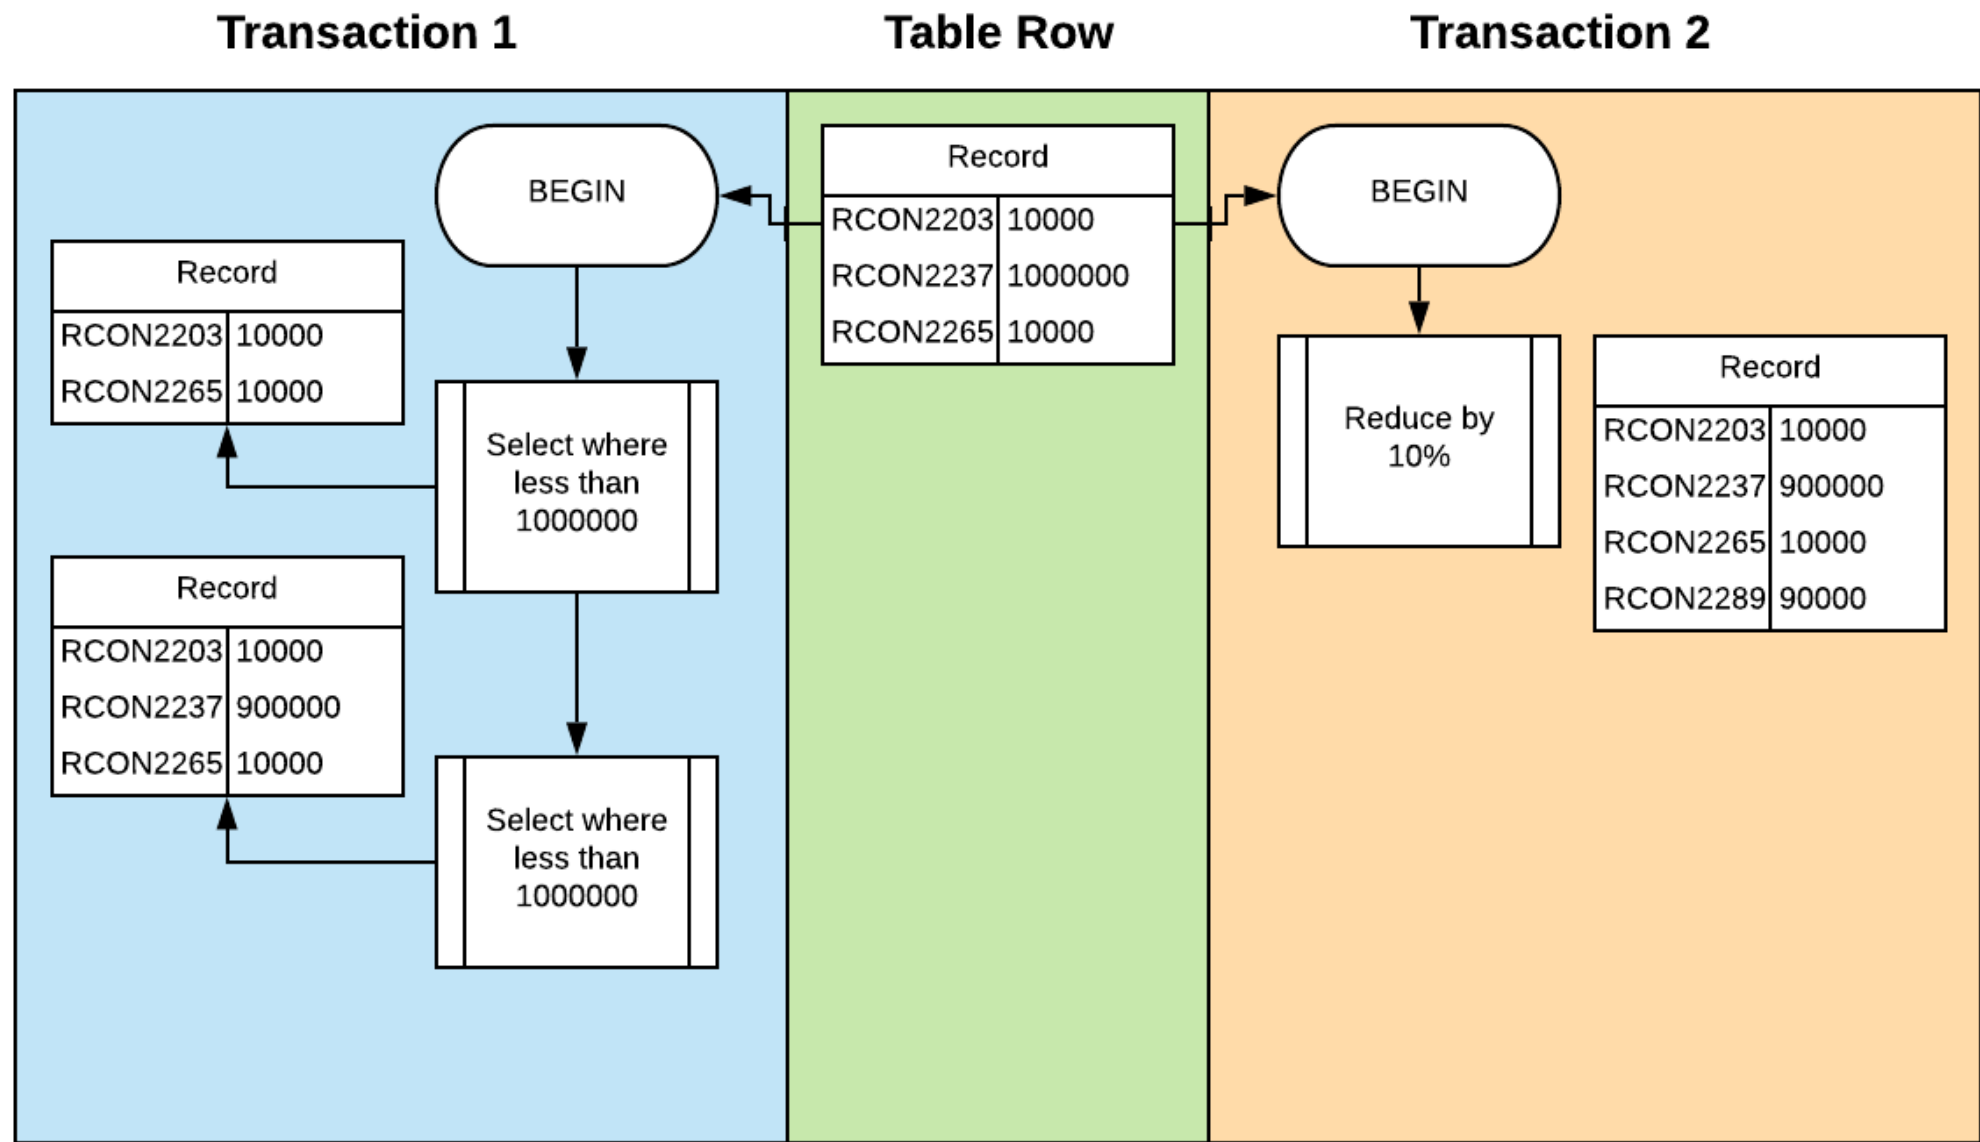 Transaction 1
Table Row
Transaction 2
BEGIN
Record
RCON2203 10000
RCON2237 1000000
RCON2265 10000
BEGIN
Record
RCON2203 10000
RCON2265 10000
Select where
less than
1000000
Reduce by
10%
Record
RCON2203 10000
RCON2237 900000
RCON2265 10000
RCON2289 90000
Record
RCON2203 10000
RCON2237 900000
RCON2265 10000
Select where
less than
1000000